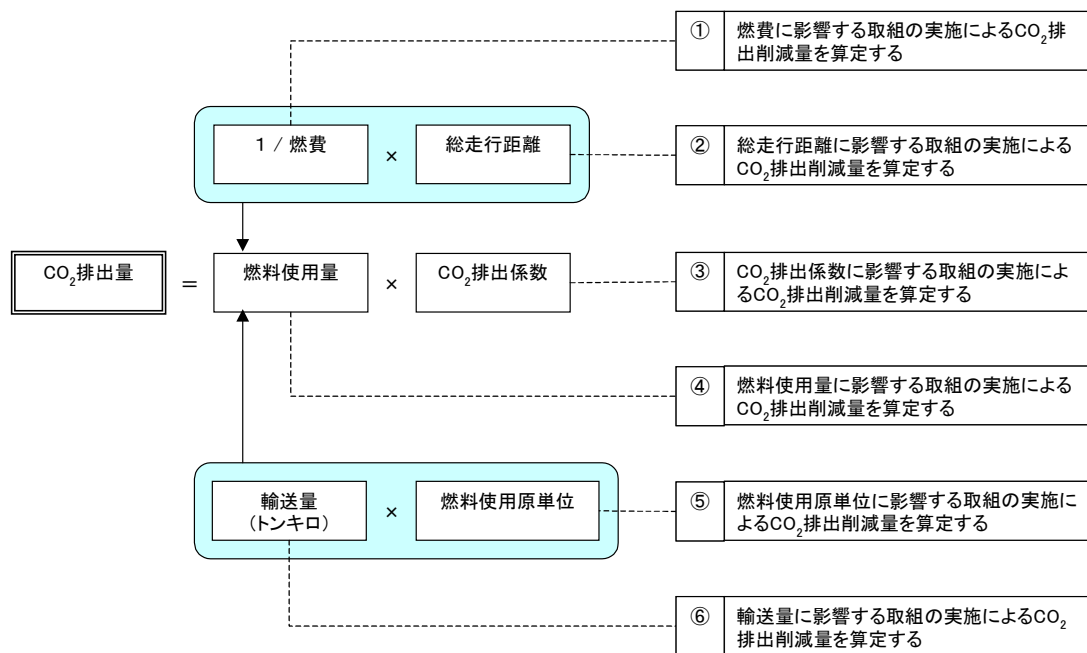 ① 燃費に影響する取組の実施によるCO₂排
出削減量を算定する
1 / 燃費 × 総走行距離
② 総走行距離に影響する取組の実施による
CO₂排出削減量を算定する
CO₂排出量 = 燃料使用量 × CO₂排出係数
③ CO₂排出係数に影響する取組の実施によ
るCO₂排出削減量を算定する
④ 燃料使用量に影響する取組の実施による
CO₂排出削減量を算定する
輸送量
(トンキロ)
× 燃料使用原単位
⑤ 燃料使用原単位に影響する取組の実施に
よるCO₂排出削減量を算定する
⑥ 輸送量に影響する取組の実施によるCO₂
排出削減量を算定する